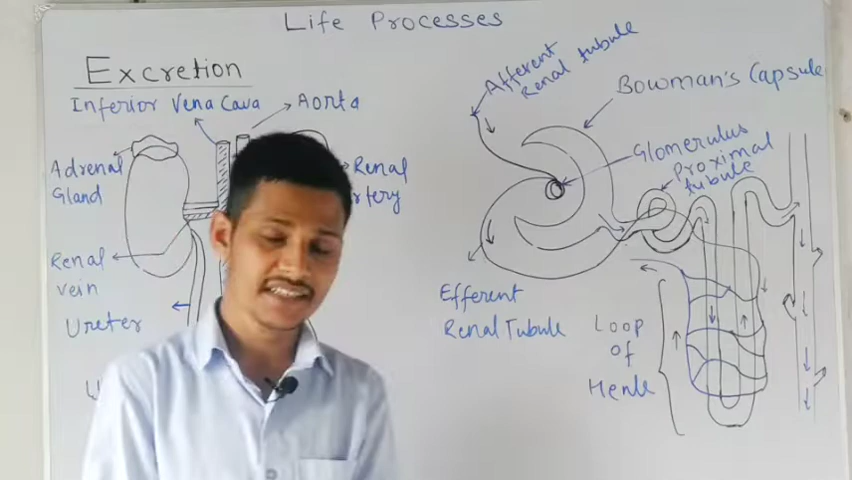 Life Processes
Excretion
Inferior Vena Cava
Aorta
Adrenal
Gland
Renal
rtery
Renal
vein
Ureter
U
Afferent
Renal tubule
Bowman's Capsule
Glomerulus
Proximal
tubule
Efferent
Renal Tubule
Loop
of
Henle